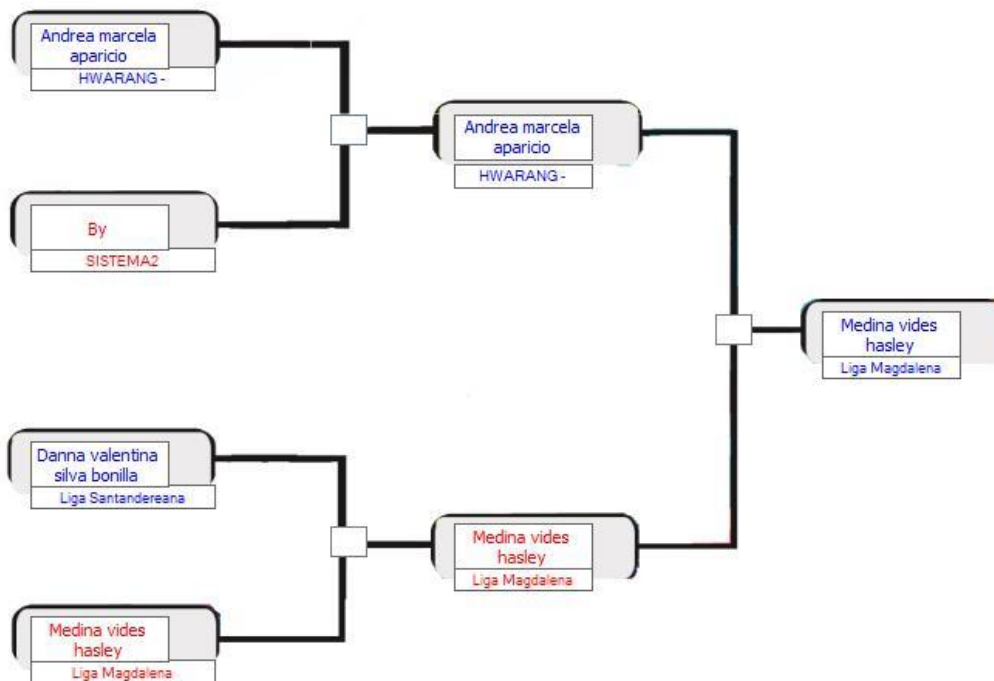 Andrea marcela
aparicio
HWARANG -
By
SISTEMA2
Andrea marcela
aparicio
HWARANG -
Medina vides
hasley
Liga Magdalena
Danna valentina
silva bonilla
Liga Santandereana
Medina vides
hasley
Liga Magdalena
Medina vides
hasley
Liga Magdalena